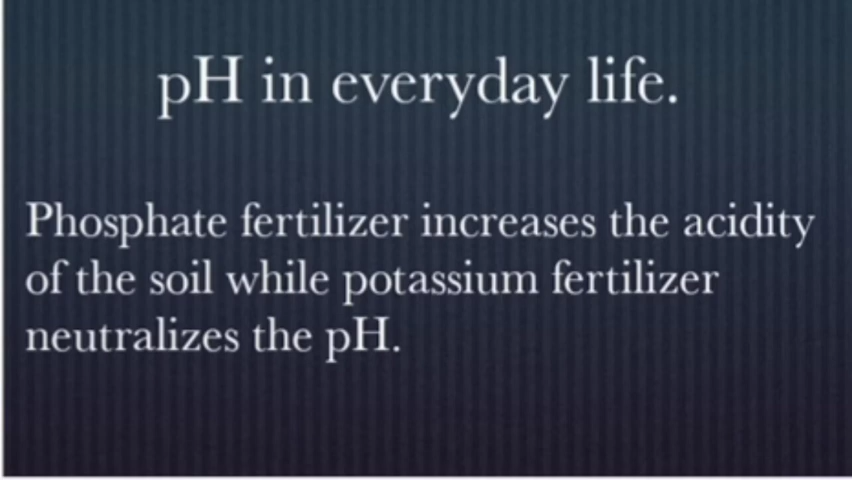 pH in everyday life.
Phosphate fertilizer increases the acidity
of the soil while potassium fertilizer
neutralizes the pH.